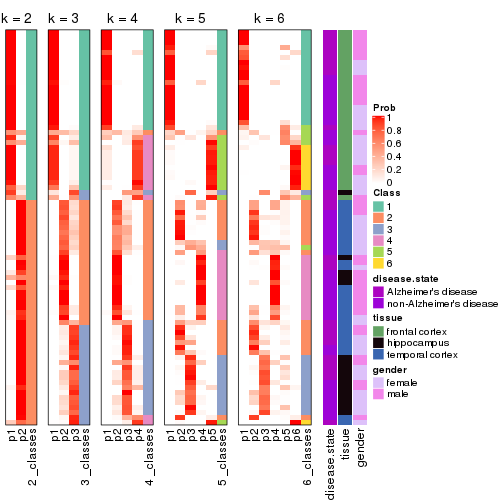 k = 2
k = 3
k = 4
k = 5
k = 6
p1
p2
2_classes
p1
p2
p3
3_classes
p1
p2
p3
p4
4_classes
p1
p2
p3
p4
p5
5_classes
p1
p2
p3
p4
p5
p6
6_classes
disease.state
tissue
gender
Prob
1
0.8
0.6
0.4
0.2
0
Class
1
2
3
4
5
6
disease.state
Alzheimer's disease
non-Alzheimer's disease
tissue
frontal cortex
hippocampus
temporal cortex
gender
female
male